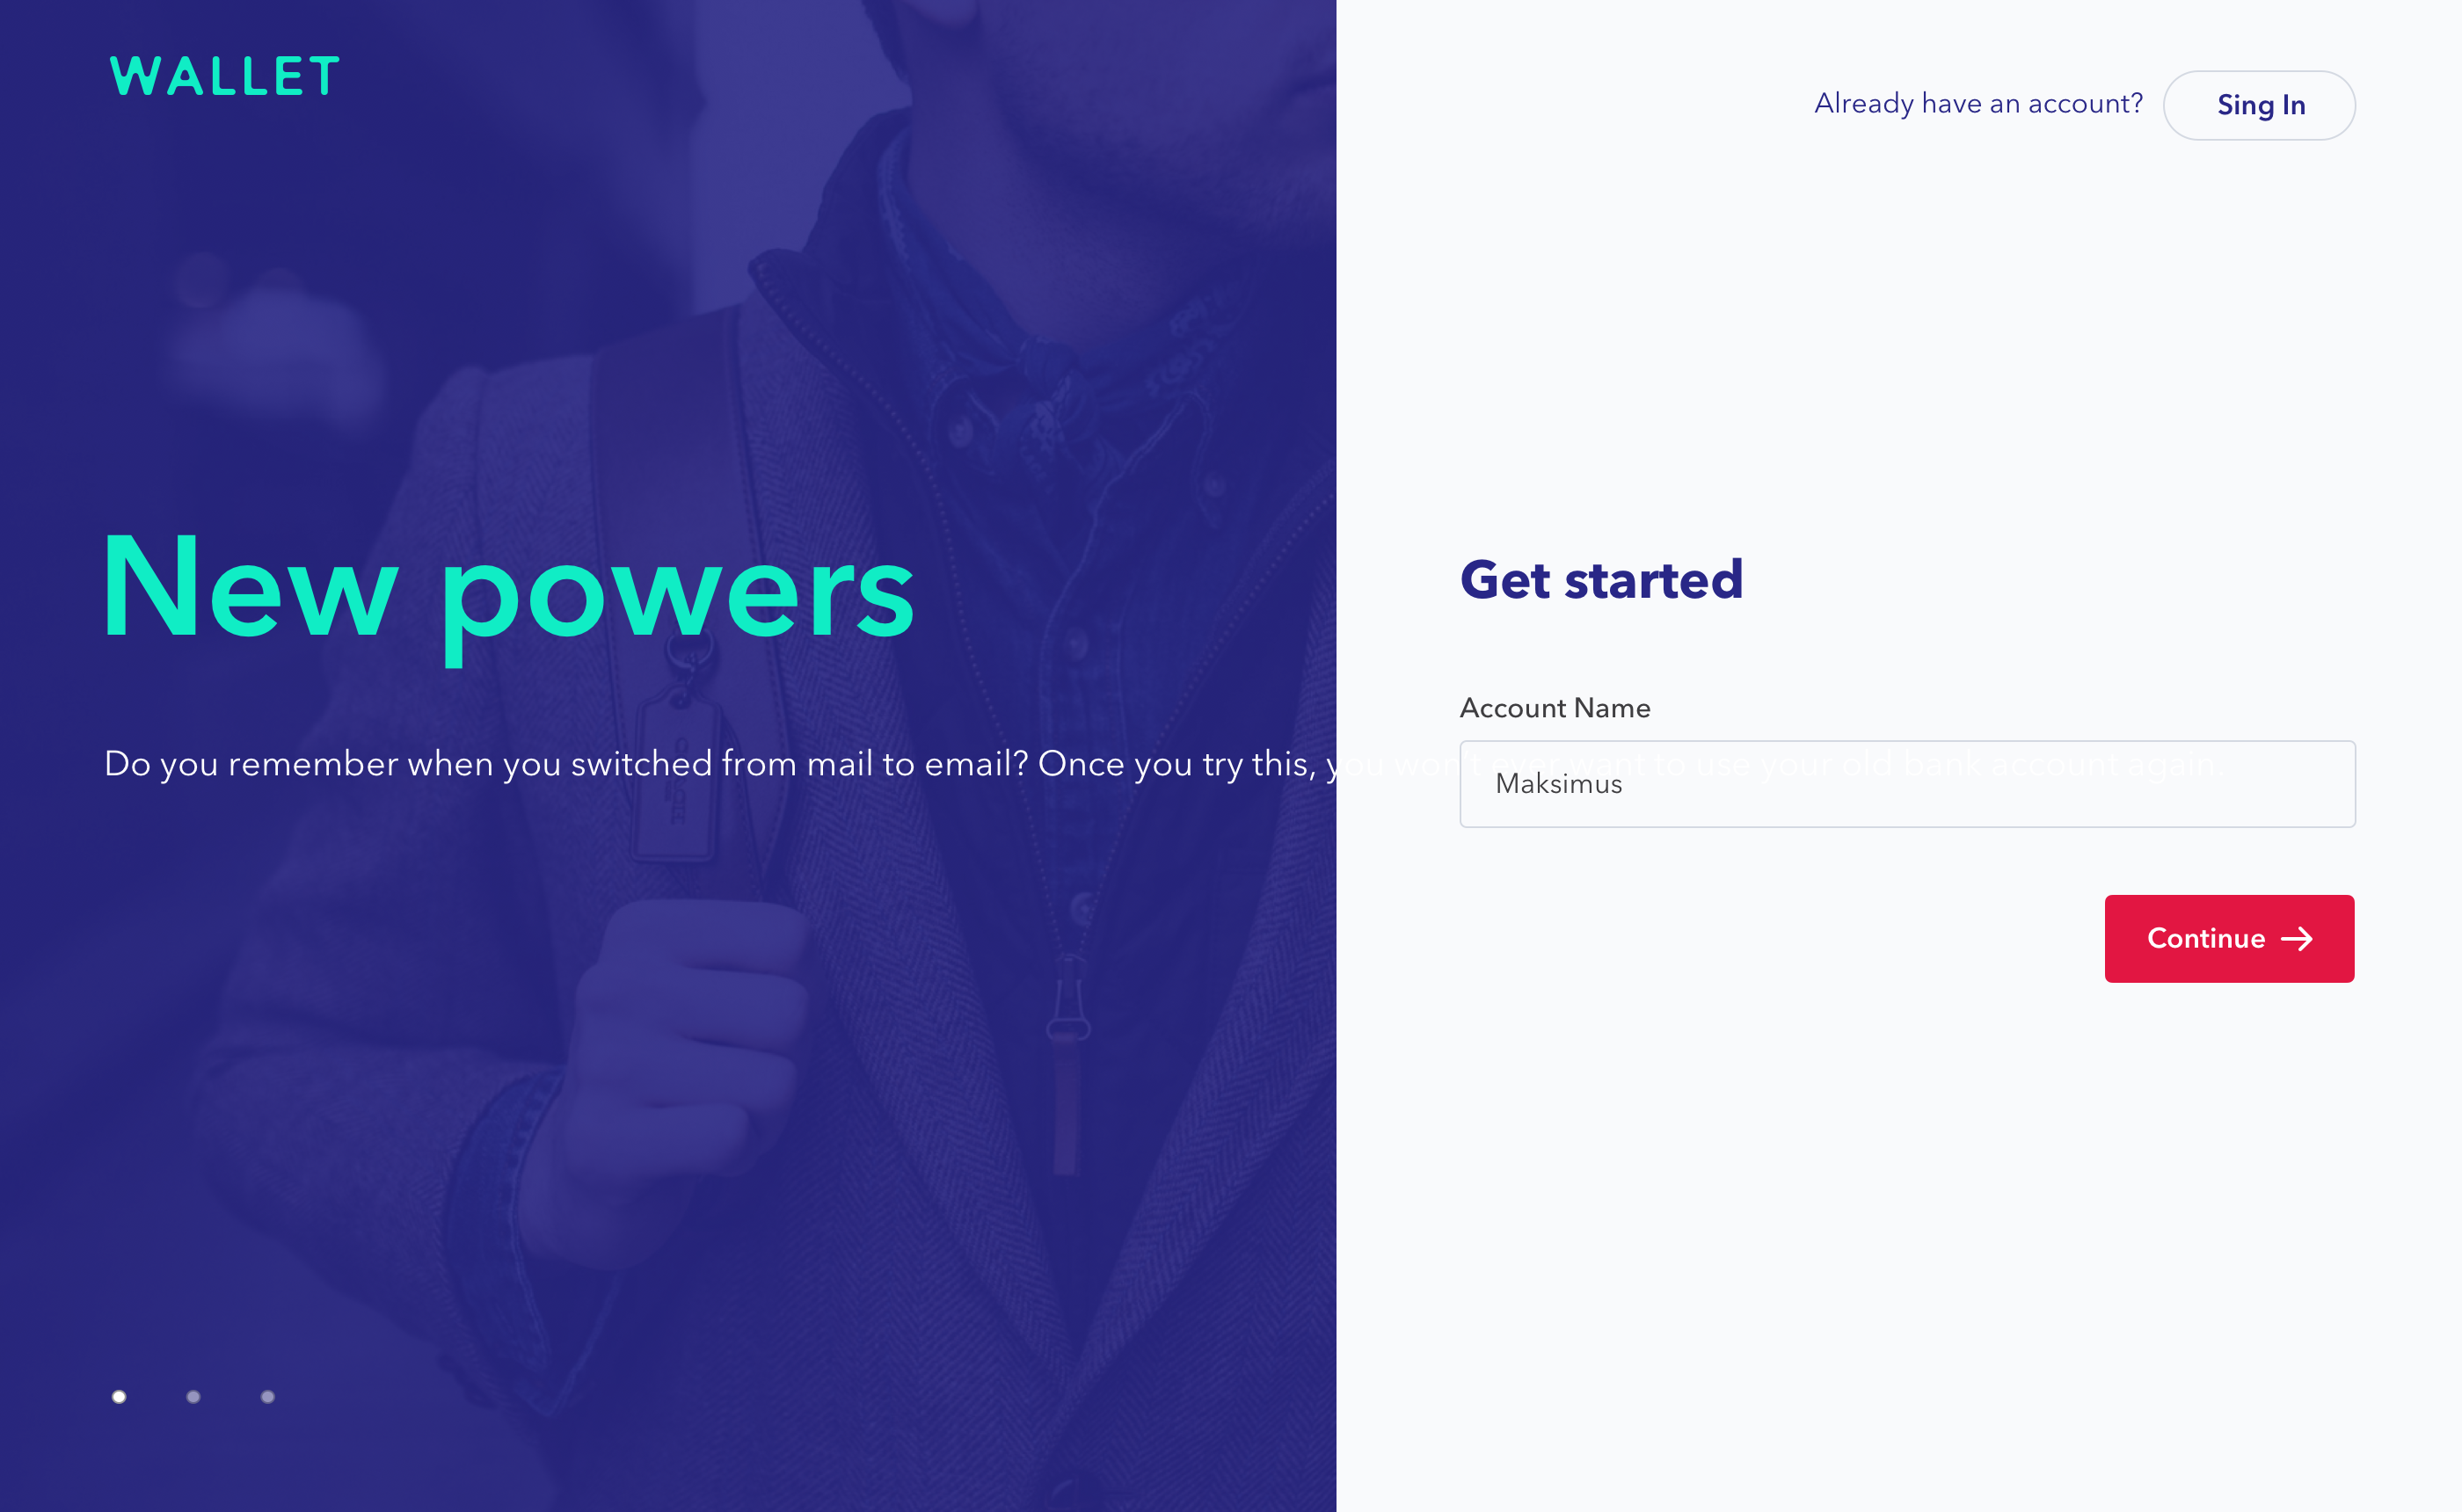 WALLET
Already have an account?
Sing In
New powers
Do you remember when you switched from mail to email? Once you try this, you won't ever want to use your old bank account again.
Get started
Account Name
Maksimus
Continue